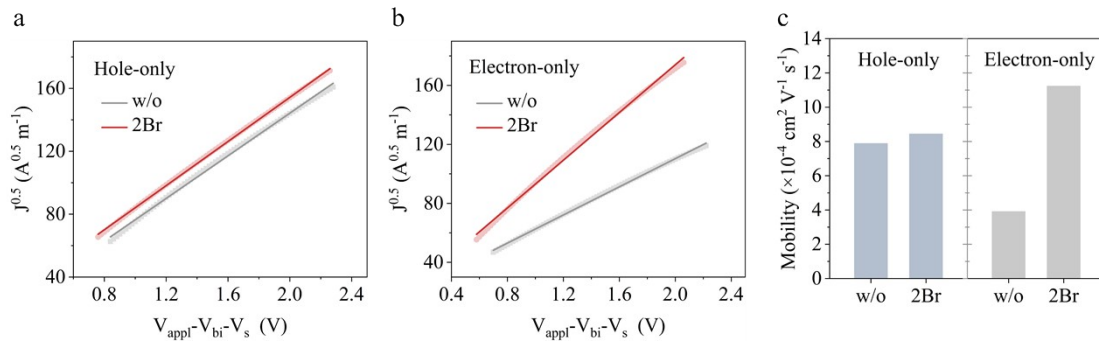 a
Hole-only
w/o
2Br
J^0.5 (A^0.5 m^-1)
160
120
80
40
0.8 1.2 1.6 2.0 2.4
V_appl-V_bi-V_s (V)
b
Electron-only
w/o
2Br
J^0.5 (A^0.5 m^-1)
160
120
80
40
0.4 0.8 1.2 1.6 2.0 2.4
V_appl-V_bi-V_s (V)
c
Hole-only Electron-only
Mobility (×10^-4 cm^2 V^-1 s^-1)
14
12
10
8
6
4
2
0
w/o 2Br w/o 2Br